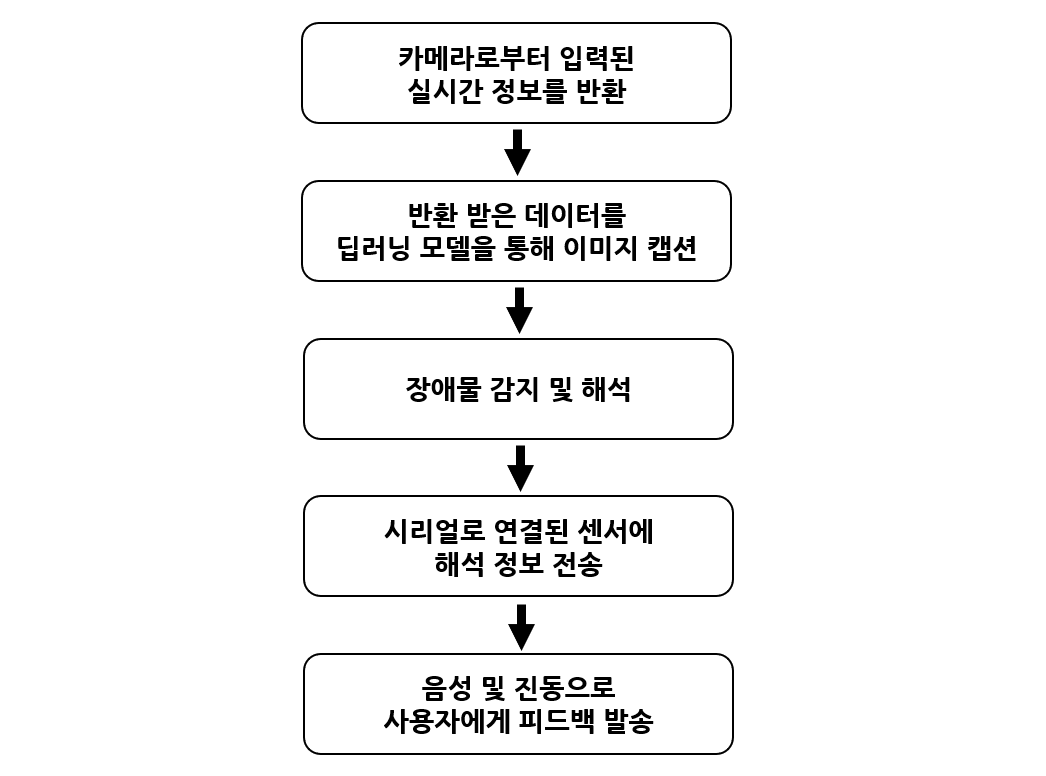 카메라로부터 입력된
실시간 정보를 반환
반환 받은 데이터를
딥러닝 모델을 통해 이미지 캡션
장애물 감지 및 해석
시리얼로 연결된 센서에
해석 정보 전송
음성 및 진동으로
사용자에게 피드백 발송